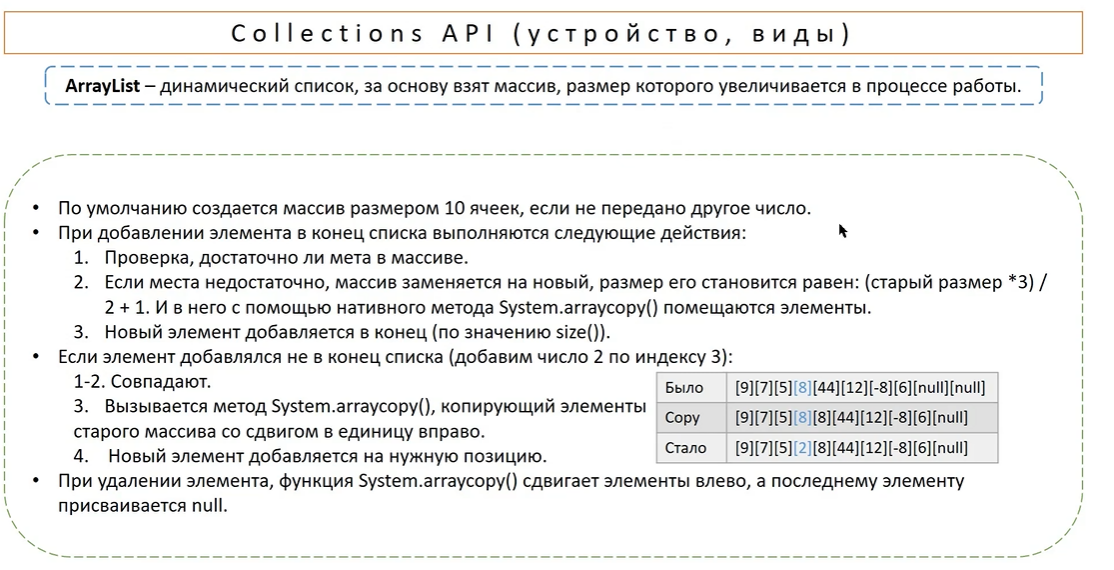 Collections API (устройство, виды)
ArrayList – динамический список, за основу взят массив, размер которого увеличивается в процессе работы.
• По умолчанию создается массив размером 10 ячеек, если не передано другое число.
• При добавлении элемента в конец списка выполняются следующие действия:
1. Проверка, достаточно ли мета в массиве.
2. Если места недостаточно, массив заменяется на новый, размер его становится равен: (старый размер *3) /
2 + 1. И в него с помощью нативного метода System.arraycopy() помещаются элементы.
3. Новый элемент добавляется в конец (по значению size()).
• Если элемент добавлялся не в конец списка (добавим число 2 по индексу 3):
1-2. Совпадают.
3. Вызывается метод System.arraycopy(), копирующий элементы
старого массива со сдвигом в единицу вправо.
4. Новый элемент добавляется на нужную позицию.
Было [9][7][5][8][44][12][-8][6][null][null]
Copy [9][7][5][8][8][44][12][-8][6][null]
Стало [9][7][5][2][8][44][12][-8][6][null]
• При удалении элемента, функция System.arraycopy() сдвигает элементы влево, а последнему элементу
присваивается null.